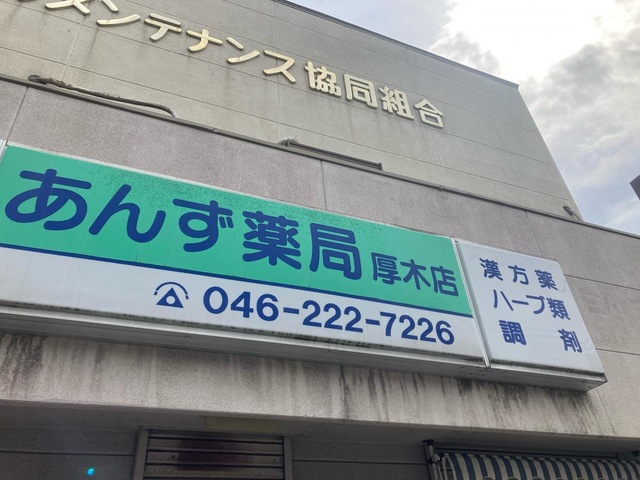 メンテナンス協同組合
あんず薬局 厚木店
046-222-7226
漢方薬
ハーブ類
調剤